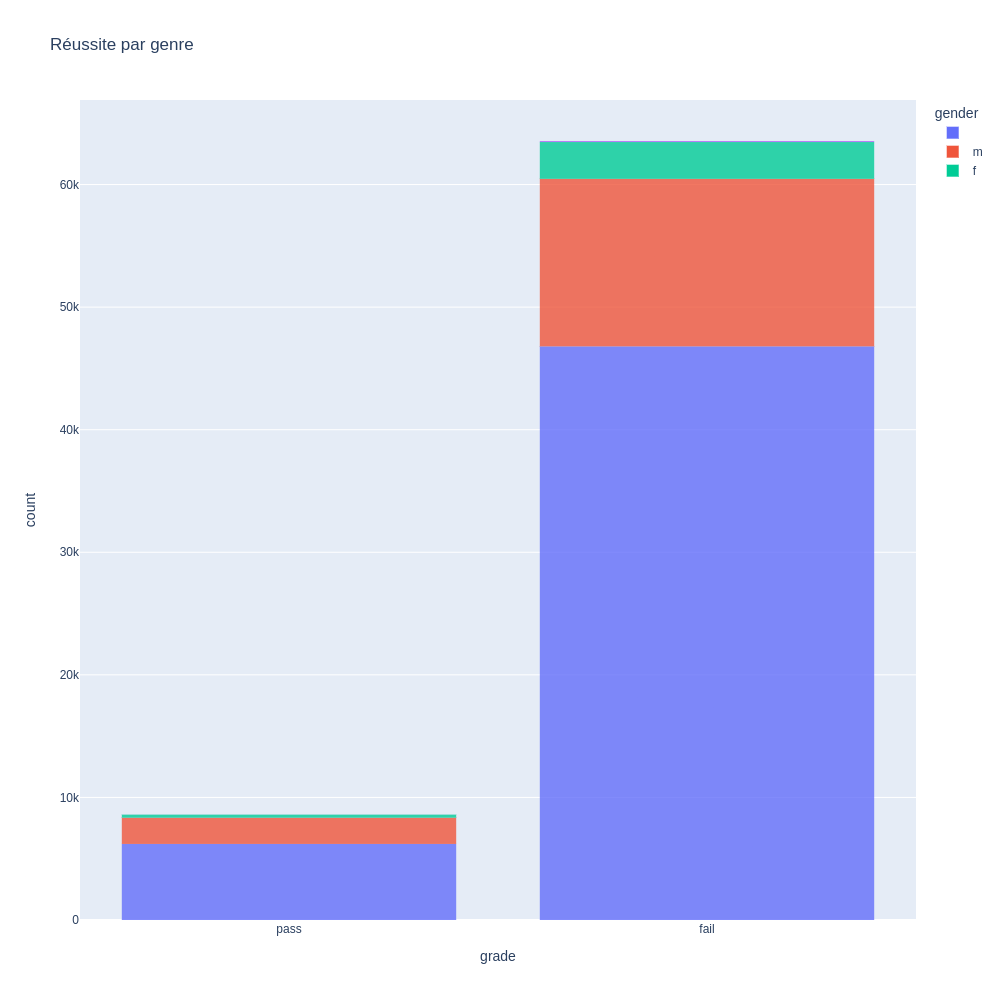 Réussite par genre
gender
m
f
60k
50k
40k
30k
20k
10k
0
count
pass
fail
grade